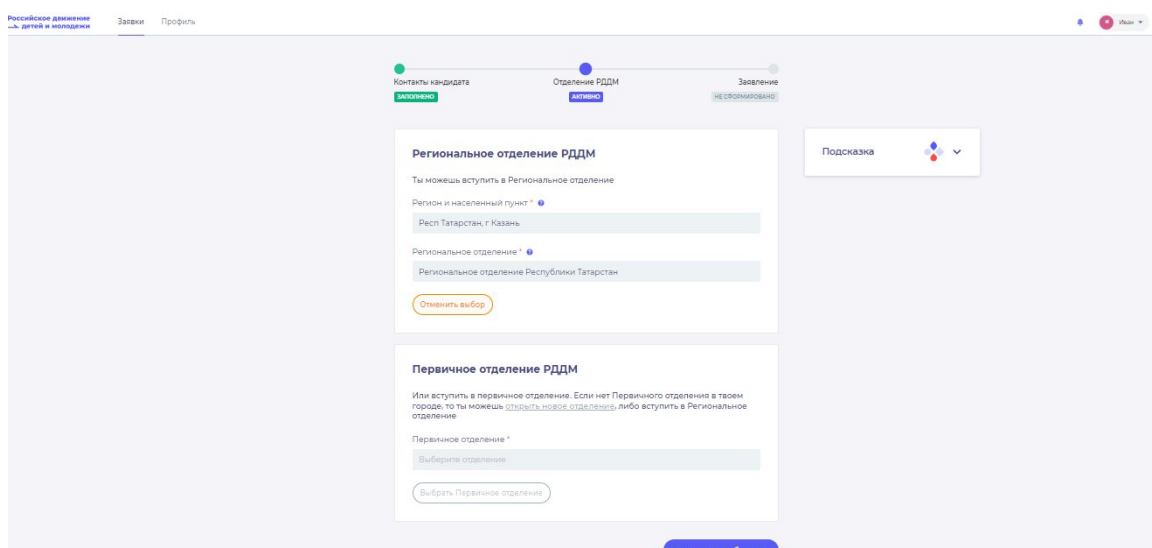 Российское движение
детей и молодежи
Заявки Профиль
Иван
Контакты кандидата
ЗАПОЛНЕНО
Отделение РДДМ
АКТИВНО
Заявление
НЕ СФОРМИРОВАНО
Региональное отделение РДДМ
Ты можешь вступить в Региональное отделение
Регион и населенный пункт *
Респ Татарстан, г Казань
Региональное отделение *
Региональное отделение Республики Татарстан
Отменить выбор
Подсказка
Первичное отделение РДДМ
Или вступить в первичное отделение. Если нет Первичного отделения в твоем
городе, то ты можешь открыть новое отделение, либо вступить в Региональное
отделение
Первичное отделение *
Выберите отделение
Выбрать Первичное отделение